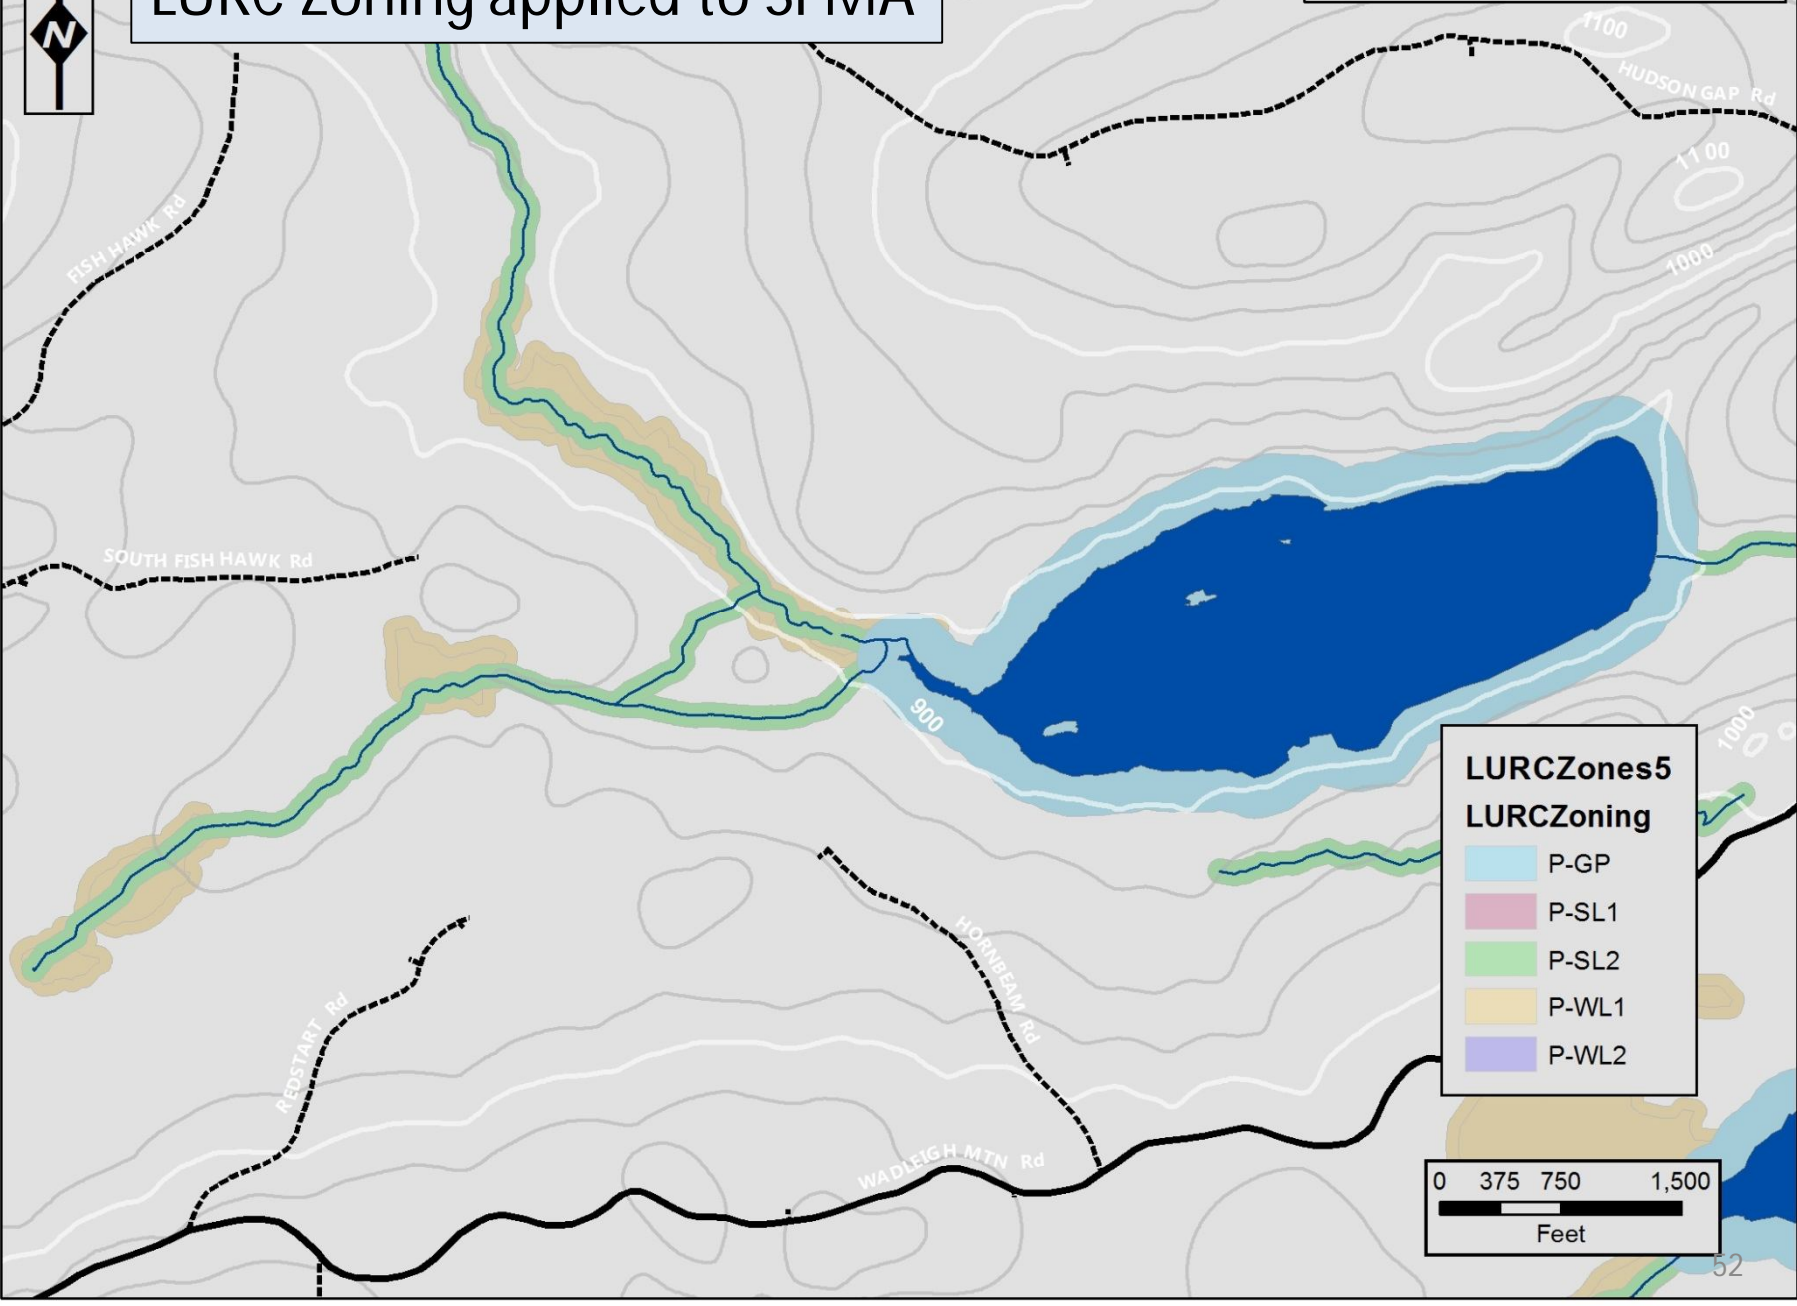 LURC Zoning applied to SFMA
N
1100
HUDSON GAP Rd
1100
FISH HAWK Rd
1000
SOUTH FISH HAWK Rd
900
1000
LURCZones5
LURCZoning
P-GP
P-SL1
P-SL2
P-WL1
P-WL2
HORNBEAM Rd
REDSTART Rd
WADLEIGH MTN Rd
0 375 750 1,500
Feet
52